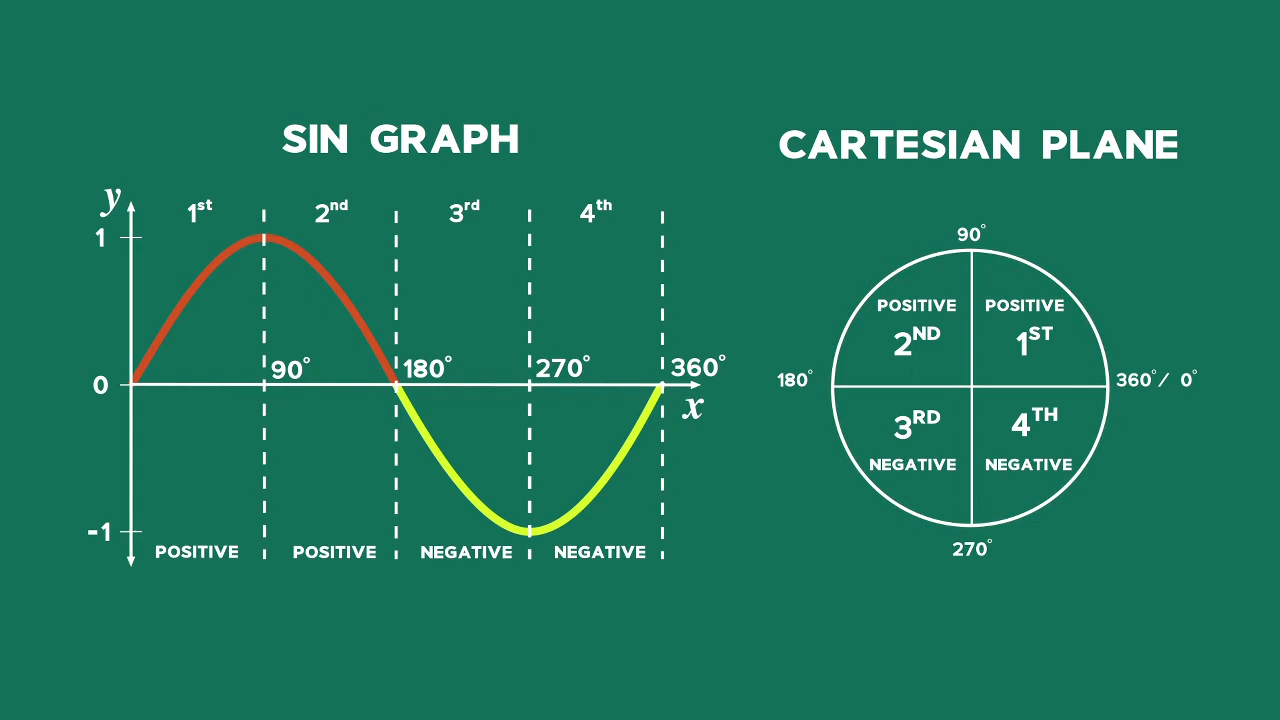 SIN GRAPH
y
1st 2nd 3rd 4th
1
90° 180° 270° 360°
0
x
-1
POSITIVE POSITIVE NEGATIVE NEGATIVE
CARTESIAN PLANE
90°
POSITIVE POSITIVE
2ND 1ST
180° 360°/ 0°
3RD 4TH
NEGATIVE NEGATIVE
270°